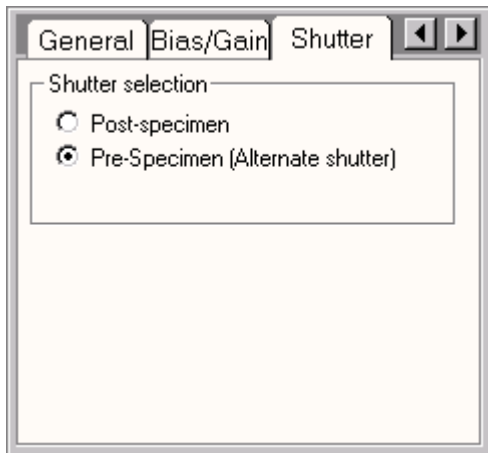 General Bias/Gain Shutter
Shutter selection
Post-specimen
Pre-Specimen (Alternate shutter)